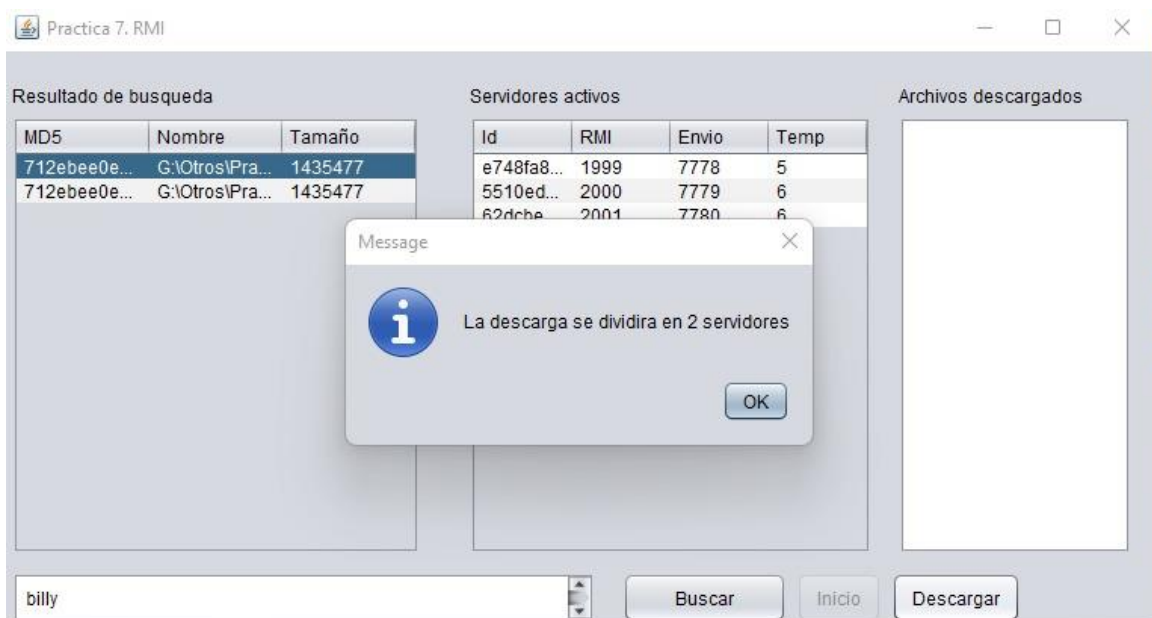 Practica 7. RMI
Resultado de busqueda
Servidores activos
Archivos descargados
MD5 Nombre Tamaño
Id RMI Envio Temp
712ebee0e... G:\Otros\Pra... 1435477
e748fa8... 1999 7778 5
712ebee0e... G:\Otros\Pra... 1435477
5510ed... 2000 7779 6
2001 7780 6
Message
La descarga se dividira en 2 servidores
OK
billy
Buscar
Inicio
Descargar